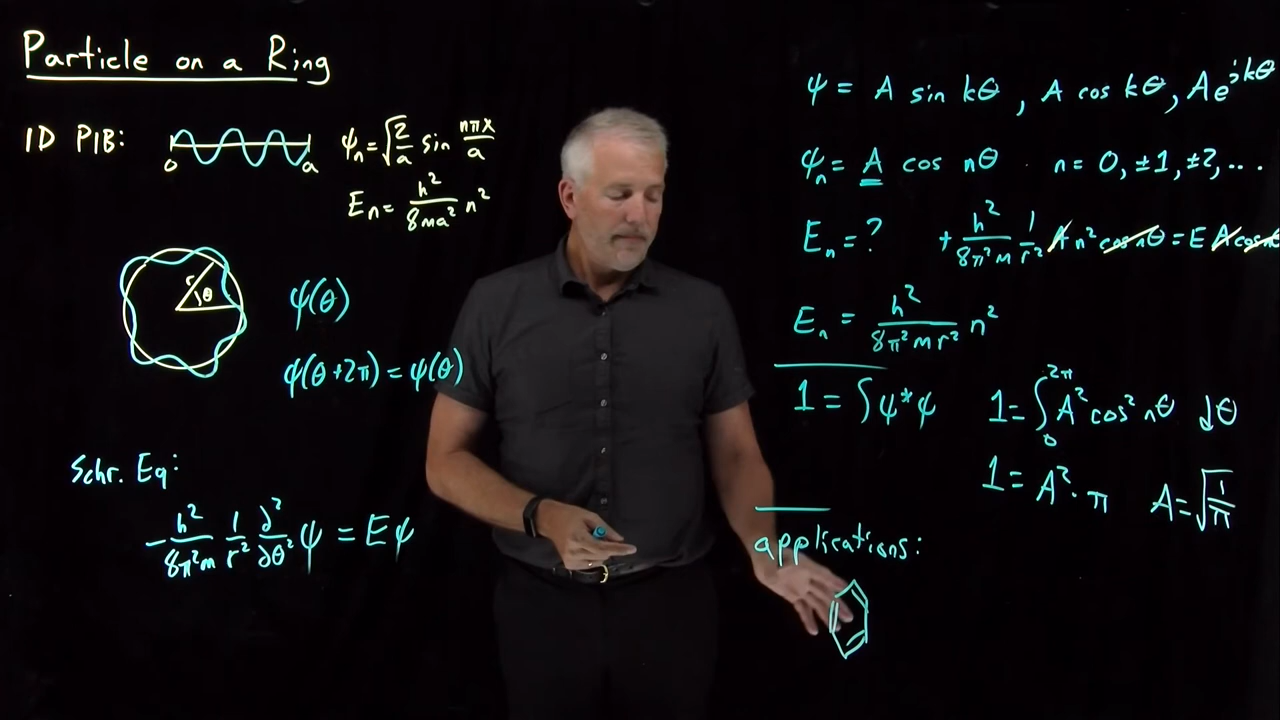 Particle on a Ring
1D PIB:
0 a
ψₙ = √(2/a) sin nπx/a
Eₙ = h²/8ma² n²
r θ
ψ(θ)
ψ(θ+2π) = ψ(θ)
Schr. Eq:
-h²/8π²m 1/r² ∂²/∂θ² ψ = Eψ
ψ = A sin kθ, A cos kθ, Ae^{ikθ}
ψₙ = A cos nθ n = 0, ±1, ±2, ...
Eₙ = ? + h²/8π²m 1/r² A n² cos nθ = E A cos nθ
Eₙ = h²/8π²mr² n²
1 = ∫ψ*ψ 1 = ∫₀^{2π} A² cos² nθ dθ
1 = A²·π A = √(1/π)
applications: